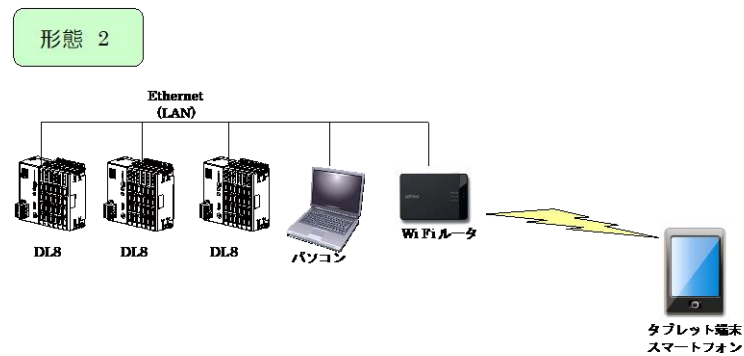 形態 2
Ethernet
(LAN)
DL8
DL8
DL8
パソコン
WiFiルータ
タブレット端末
スマートフォン